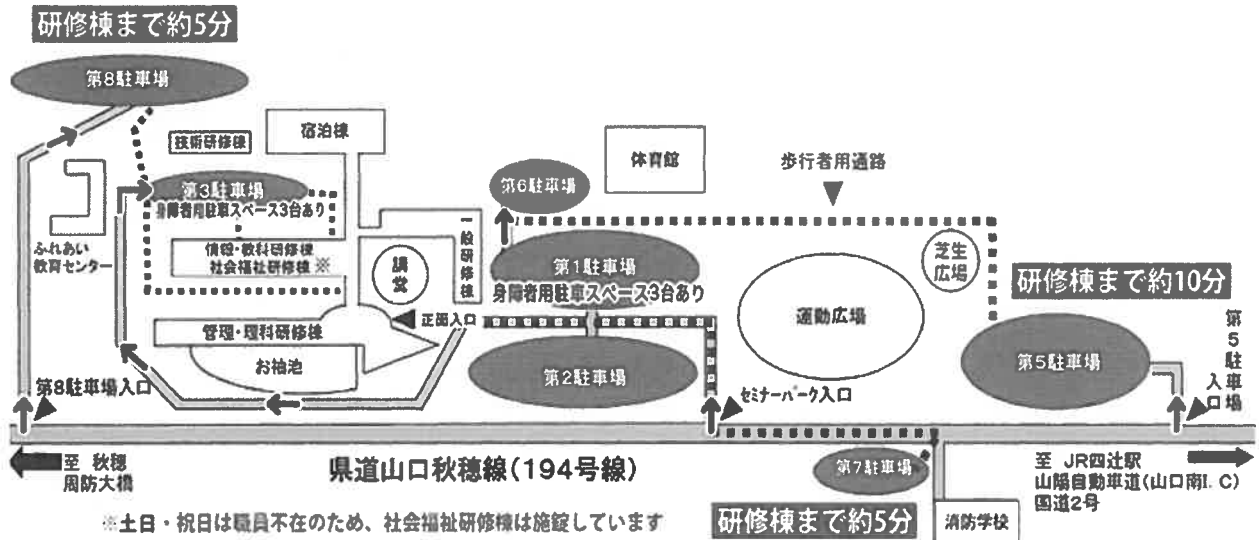 研修棟まで約5分
第8駐車場
技術研修棟
宿泊棟
体育館
歩行者用通路
第3駐車場
身障者用駐車スペース3台あり
第6駐車場
ふれあい
教育センター
情報・教科研修棟
社会福祉研修棟※
講堂
一般研修棟
第1駐車場
身障者用駐車スペース3台あり
芝生
広場
研修棟まで約10分
運動広場
正面入口
管理・理科研修棟
お抽池
第2駐車場
第5駐車場
第5駐車場
入口
第8駐車場入口
セミナーパーク入口
至 秋穂
周防大橋
県道山口秋穂線(194号線)
第7駐車場
至 JR四辻駅
山陽自動車道(山口南I.C)
国道2号
※土日・祝日は職員不在のため、社会福祉研修棟は施錠しています
研修棟まで約5分
消防学校